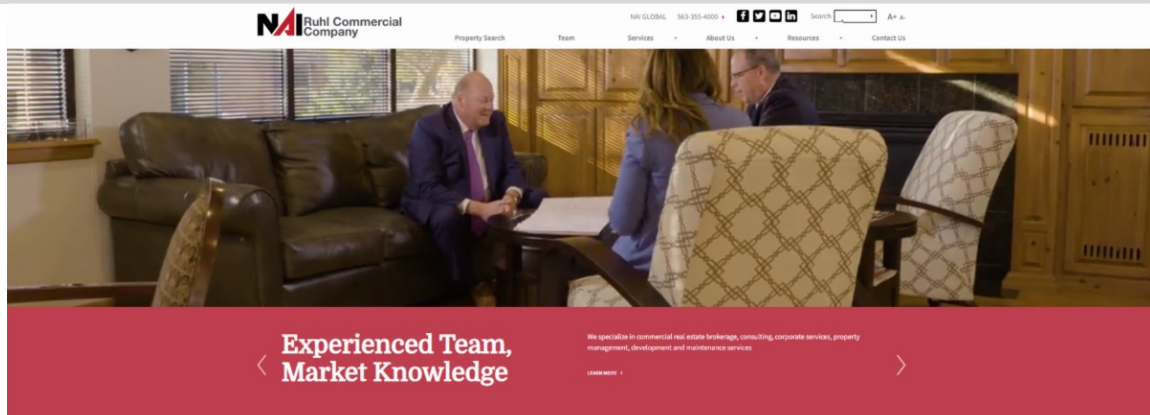 NAI Ruhl Commercial
Company
NAI GLOBAL 563-355-4000 Search A+ A-
Property Search Team Services About Us Resources Contact Us
Experienced Team,
Market Knowledge
We specialize in commercial real estate brokerage, consulting, corporate services, property
management, development and maintenance services
LEARN MORE